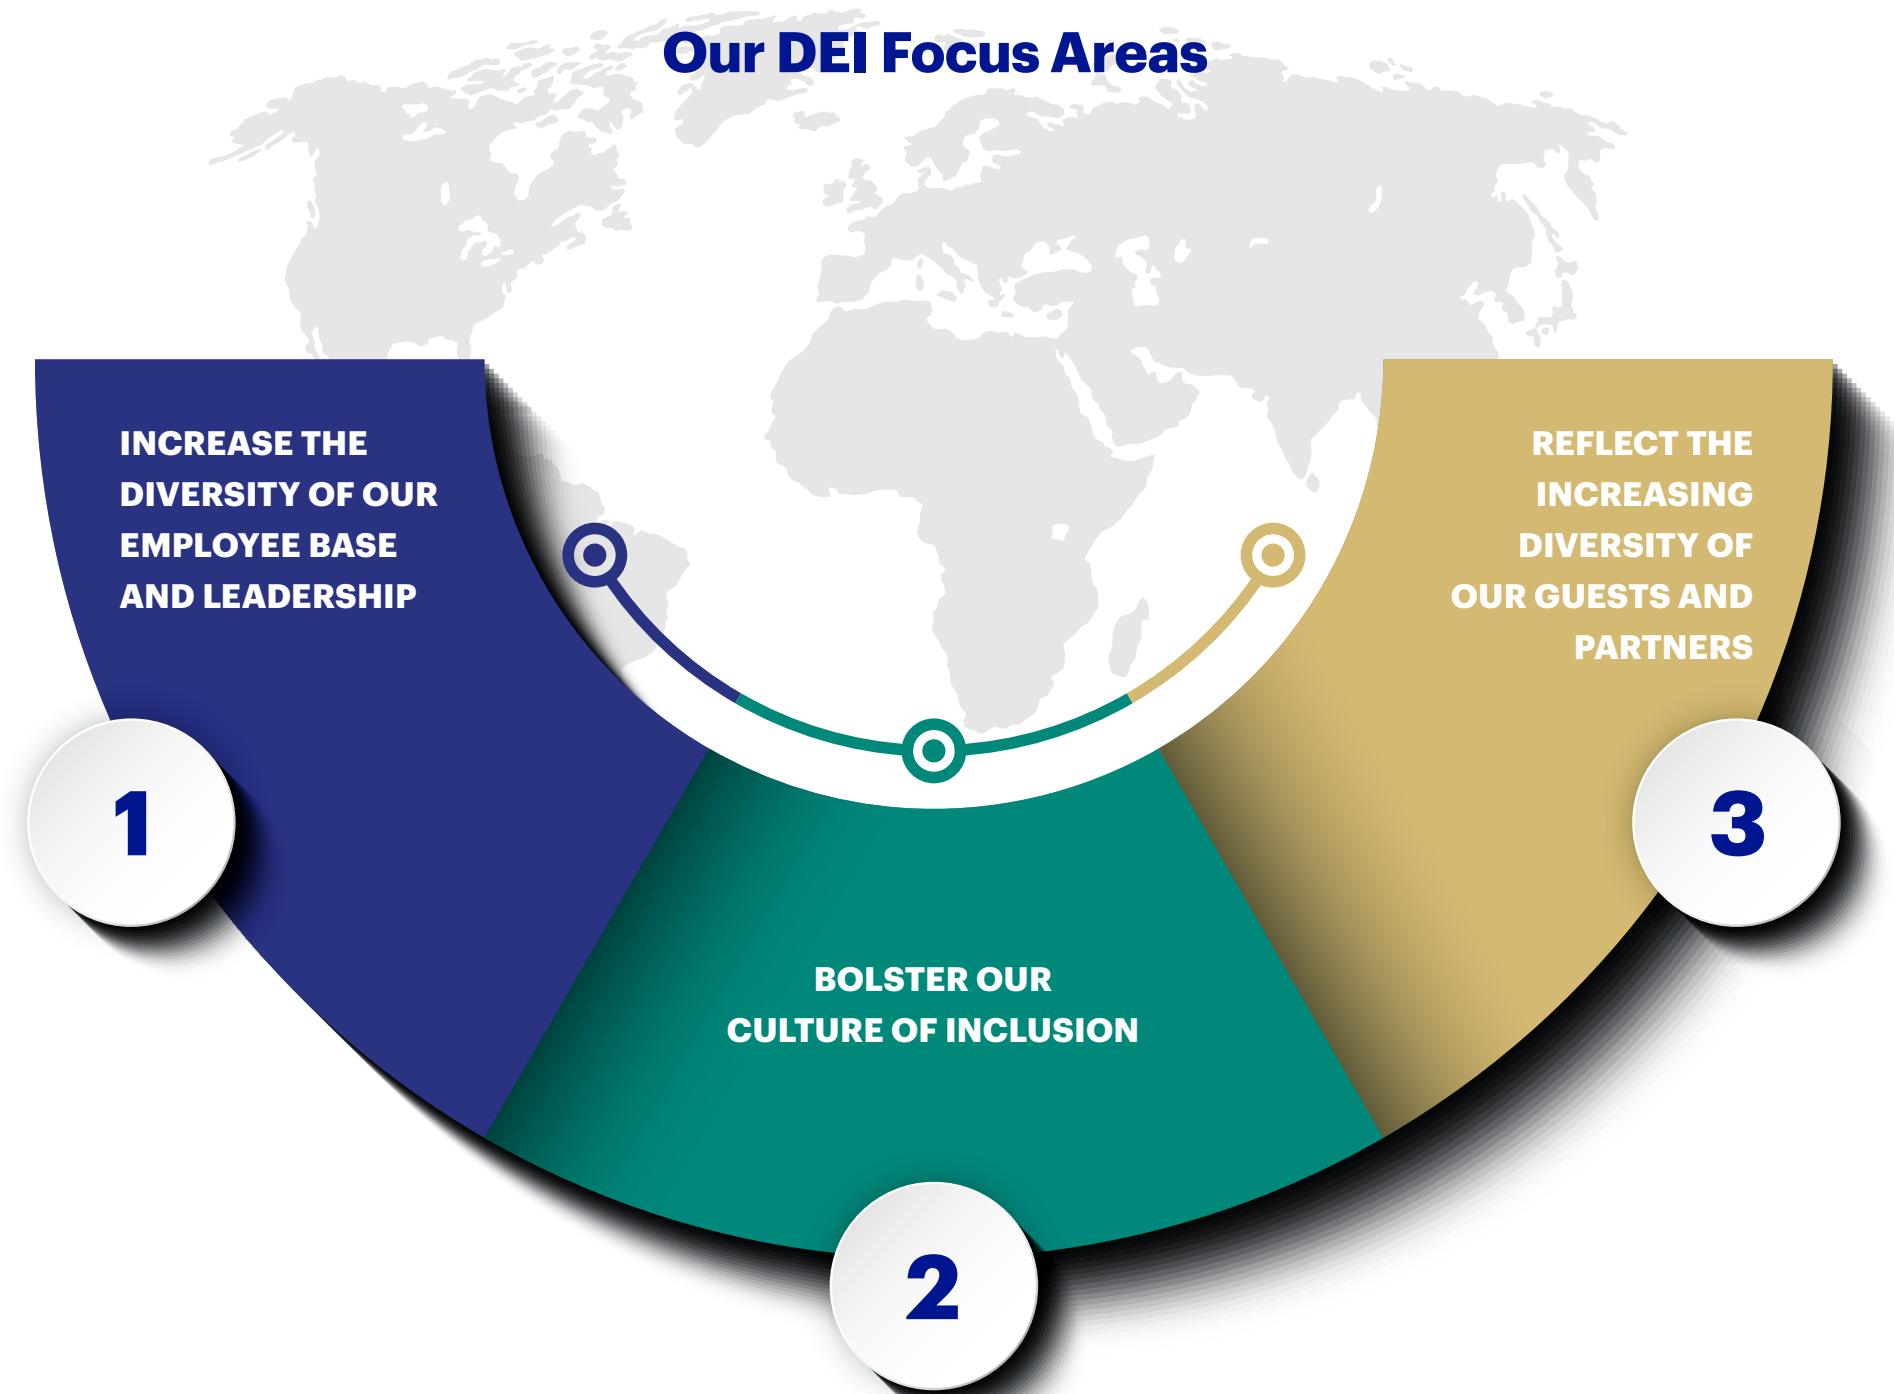 Our DEI Focus Areas
INCREASE THE
DIVERSITY OF OUR
EMPLOYEE BASE
AND LEADERSHIP
1
BOLSTER OUR
CULTURE OF INCLUSION
2
REFLECT THE
INCREASING
DIVERSITY OF
OUR GUESTS AND
PARTNERS
3